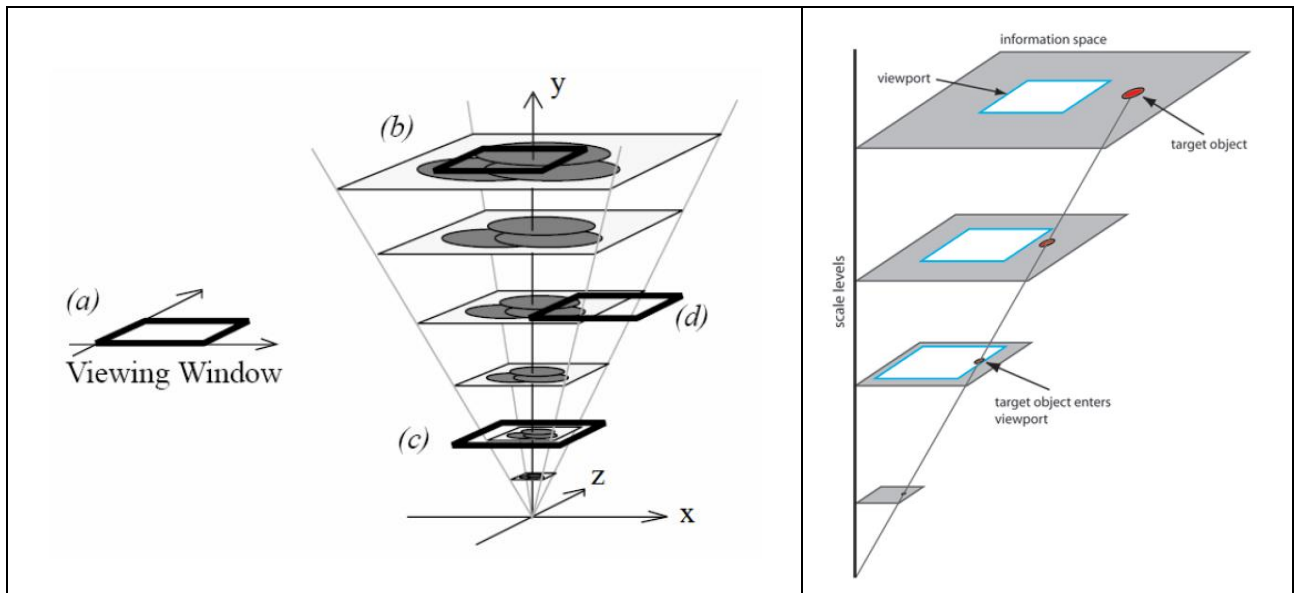 y
(b)
(a)
(d)
Viewing Window
(c)
z
x
information space
viewport
target object
scale levels
target object enters
viewport